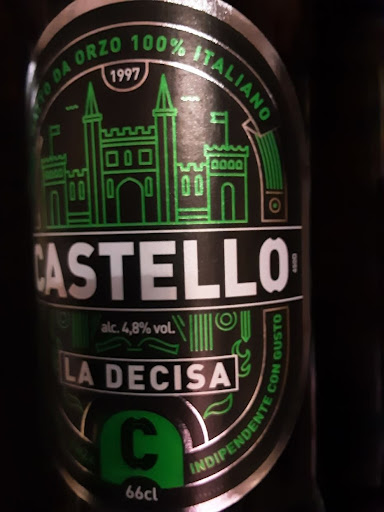 DA ORZO 100% ITALIANO
1997
CASTELLO
alc. 4,8% vol.
LA DECISA
INDIPENDENTE CON GUSTO
C
66cl